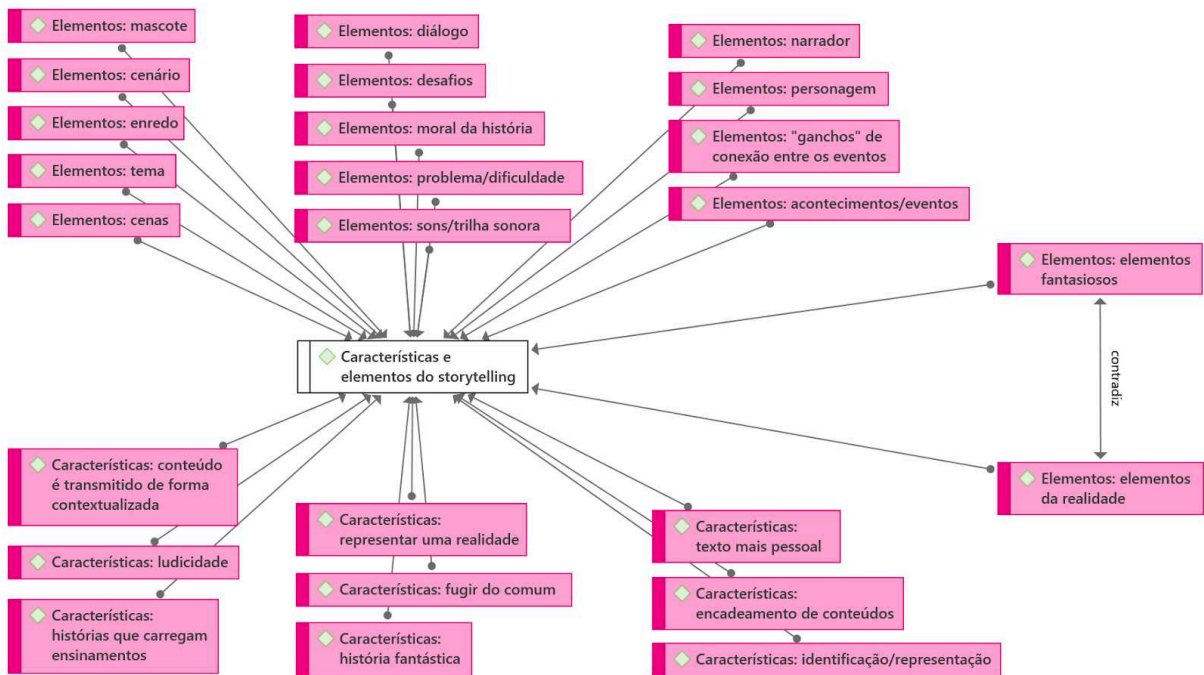 Elementos: mascote
Elementos: cenário
Elementos: enredo
Elementos: tema
Elementos: cenas
Elementos: diálogo
Elementos: desafios
Elementos: moral da história
Elementos: problema/dificuldade
Elementos: sons/trilha sonora
Elementos: narrador
Elementos: personagem
Elementos: "ganchos" de
conexão entre os eventos
Elementos: acontecimentos/eventos
Elementos: elementos
fantasiosos
contradiz
Elementos: elementos
da realidade
Características e
elementos do storytelling
Características: conteúdo
é transmitido de forma
contextualizada
Características: ludicidade
Características:
histórias que carregam
ensinamentos
Características:
representar uma realidade
Características: fugir do comum
Características:
história fantástica
Características:
texto mais pessoal
Características:
encadeamento de conteúdos
Características: identificação/representação